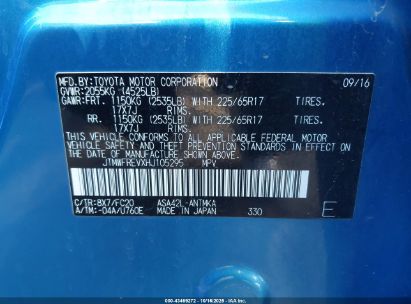 MFD.BY:TOYOTA MOTOR CORPORATION 09/16
GVWR:2055KG (4525LB)
GAWR:FRT. 1150KG (2535LB) WITH 225/65R17 TIRES.
17X7J RIMS.
RR. 1150KG (2535LB) WITH 225/65R17 TIRES.
17X7J RIMS.
THIS VEHICLE CONFORMS TO ALL APPLICABLE FEDERAL MOTOR
VEHICLE SAFETY, BUMPER, AND THEFT PREVENTION STANDARDS IN
EFFECT ON THE DATE OF MANUFACTURE SHOWN ABOVE.
JTMWFREVXHJ105295 MPV
C/TR:8X7/FC20 ASA42L-ANTMKA
A/TM:-04A/U760E MADE IN JAPAN 330 E